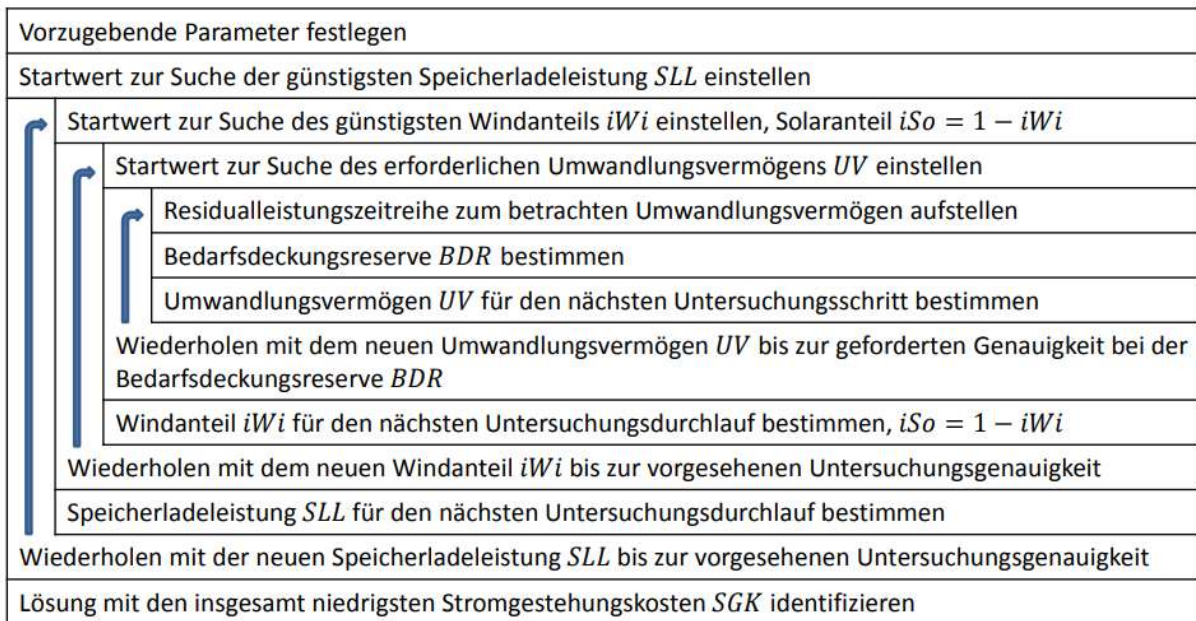 Vorzugebende Parameter festlegen
Startwert zur Suche der günstigsten Speicherladeleistung SLL einstellen
Startwert zur Suche des günstigsten Windanteils iWi einstellen, Solaranteil iSo = 1 − iWi
Startwert zur Suche des erforderlichen Umwandlungsvermögens UV einstellen
Residualleistungszeitreihe zum betrachten Umwandlungsvermögen aufstellen
Bedarfsdeckungsreserve BDR bestimmen
Umwandlungsvermögen UV für den nächsten Untersuchungsschritt bestimmen
Wiederholen mit dem neuen Umwandlungsvermögen UV bis zur geforderten Genauigkeit bei der
Bedarfsdeckungsreserve BDR
Windanteil iWi für den nächsten Untersuchungsdurchlauf bestimmen, iSo = 1 − iWi
Wiederholen mit dem neuen Windanteil iWi bis zur vorgesehenen Untersuchungsgenauigkeit
Speicherladeleistung SLL für den nächsten Untersuchungsdurchlauf bestimmen
Wiederholen mit der neuen Speicherladeleistung SLL bis zur vorgesehenen Untersuchungsgenauigkeit
Lösung mit den insgesamt niedrigsten Stromgestehungskosten SGK identifizieren